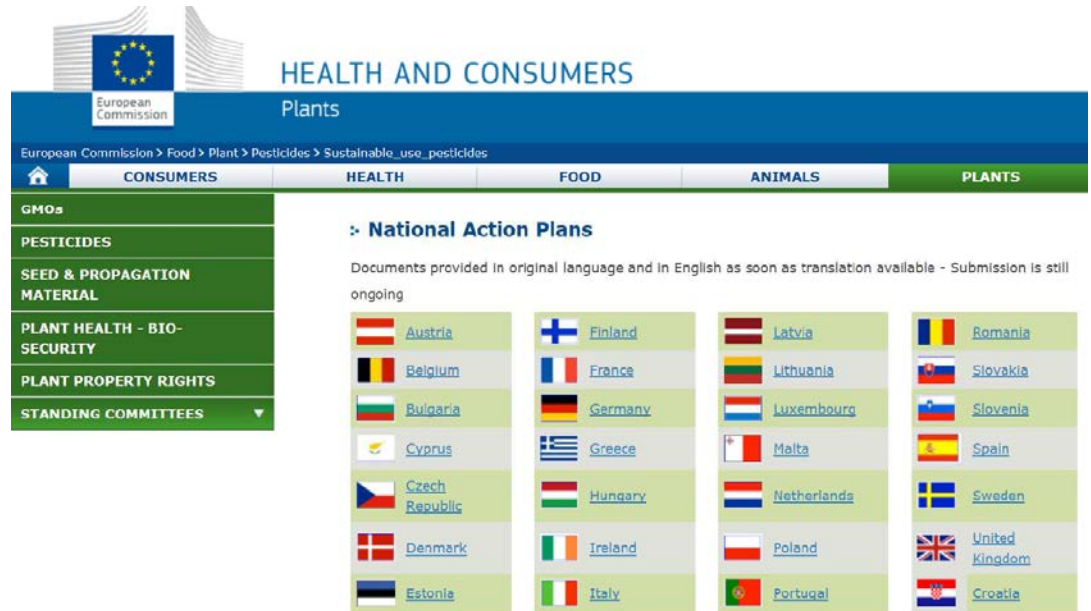 HEALTH AND CONSUMERS
European
Commission
Plants
European Commission > Food > Plant > Pesticides > Sustainable_use_pesticides
CONSUMERS HEALTH FOOD ANIMALS PLANTS
GMOs
PESTICIDES
SEED & PROPAGATION
MATERIAL
PLANT HEALTH - BIO-
SECURITY
PLANT PROPERTY RIGHTS
STANDING COMMITTEES
National Action Plans
Documents provided in original language and in English as soon as translation available - Submission is still
ongoing
Austria Finland Latvia Romania
Belgium France Lithuania Slovakia
Bulgaria Germany Luxembourg Slovenia
Cyprus Greece Malta Spain
Czech
Republic Hungary Netherlands Sweden
Denmark Ireland Poland United
Kingdom
Estonia Italy Portugal Croatia